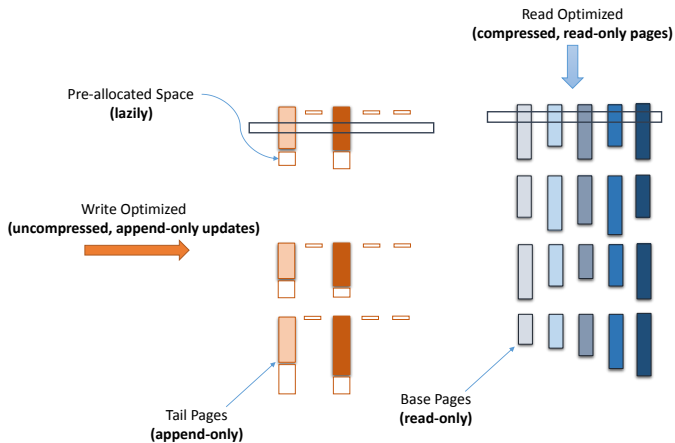 Read Optimized
(compressed, read-only pages)
Pre-allocated Space
(lazily)
Write Optimized
(uncompressed, append-only updates)
Tail Pages
(append-only)
Base Pages
(read-only)